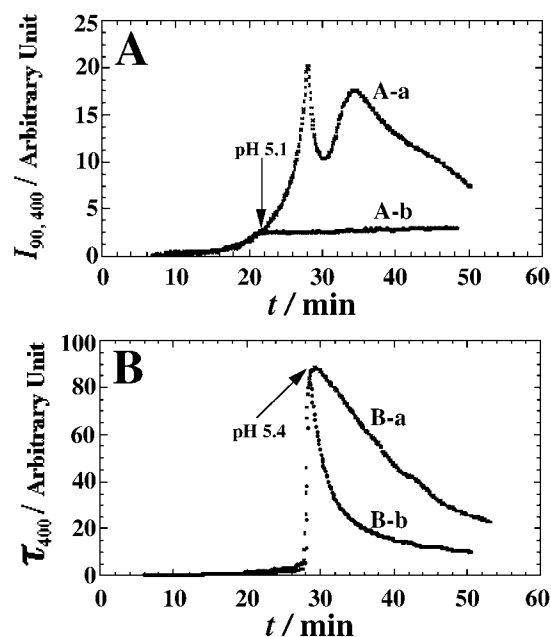 A
I90, 400 / Arbitrary Unit
25
20
15
10
5
0
pH 5.1
A-a
A-b
0 10 20 30 40 50 60
t / min
B
τ400 / Arbitrary Unit
100
80
60
40
20
0
pH 5.4
B-a
B-b
0 10 20 30 40 50 60
t / min